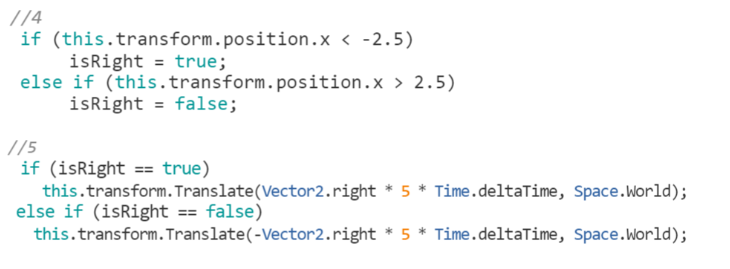 //4
if (this.transform.position.x < -2.5)
isRight = true;
else if (this.transform.position.x > 2.5)
isRight = false;
//5
if (isRight == true)
this.transform.Translate(Vector2.right * 5 * Time.deltaTime, Space.World);
else if (isRight == false)
this.transform.Translate(-Vector2.right * 5 * Time.deltaTime, Space.World);